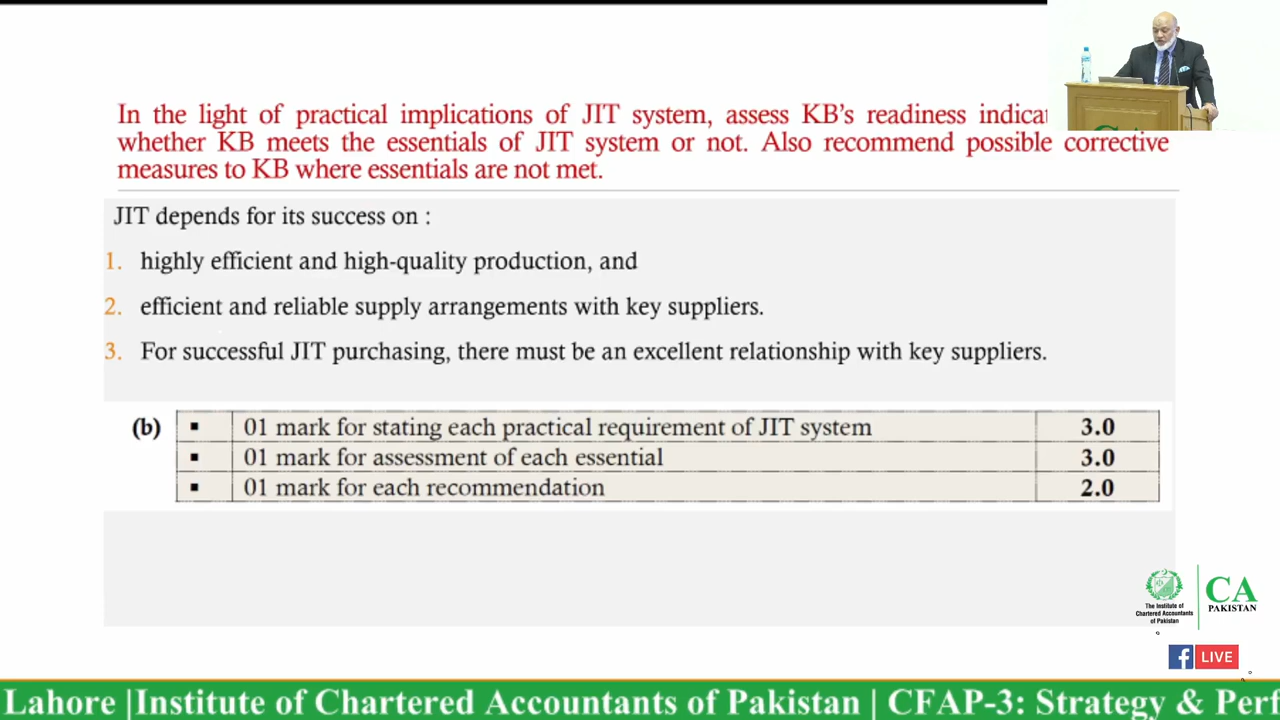 In the light of practical implications of JIT system, assess KB's readiness
whether KB meets the essentials of JIT system or not. Also recommend possible corrective
measures to KB where essentials are not met.
JIT depends for its success on :
1. highly efficient and high-quality production, and
2. efficient and reliable supply arrangements with key suppliers.
3. For successful JIT purchasing, there must be an excellent relationship with key suppliers.
(b) ▪ 01 mark for stating each practical requirement of JIT system 3.0
▪ 01 mark for assessment of each essential 3.0
▪ 01 mark for each recommendation 2.0
The Institute of
Chartered Accountants
of Pakistan
CA
PAKISTAN
f LIVE
Lahore |Institute of Chartered Accountants of Pakistan | CFAP-3: Strategy &